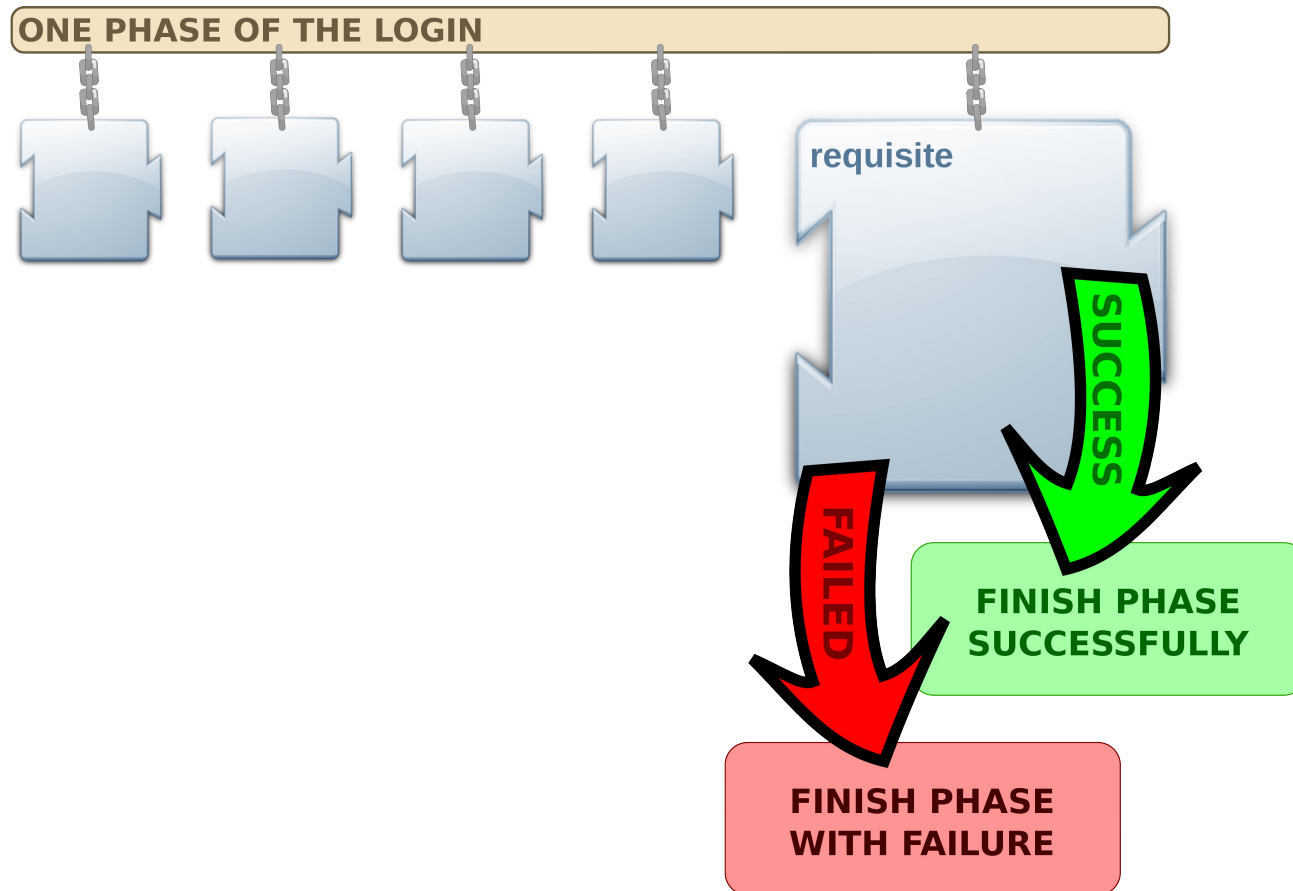 ONE PHASE OF THE LOGIN
requisite
SUCCESS
FAILED
FINISH PHASE
SUCCESSFULLY
FINISH PHASE
WITH FAILURE